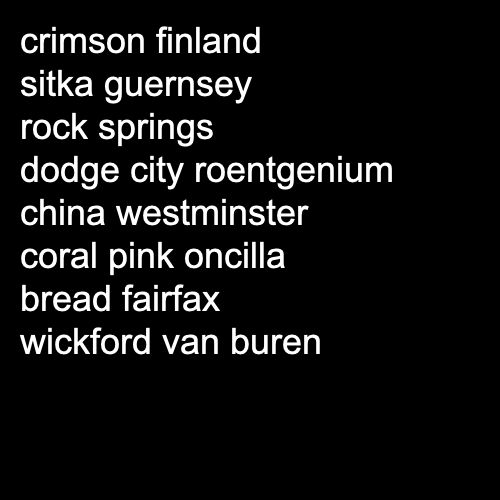 crimson finland
sitka guernsey
rock springs
dodge city roentgenium
china westminster
coral pink oncilla
bread fairfax
wickford van buren